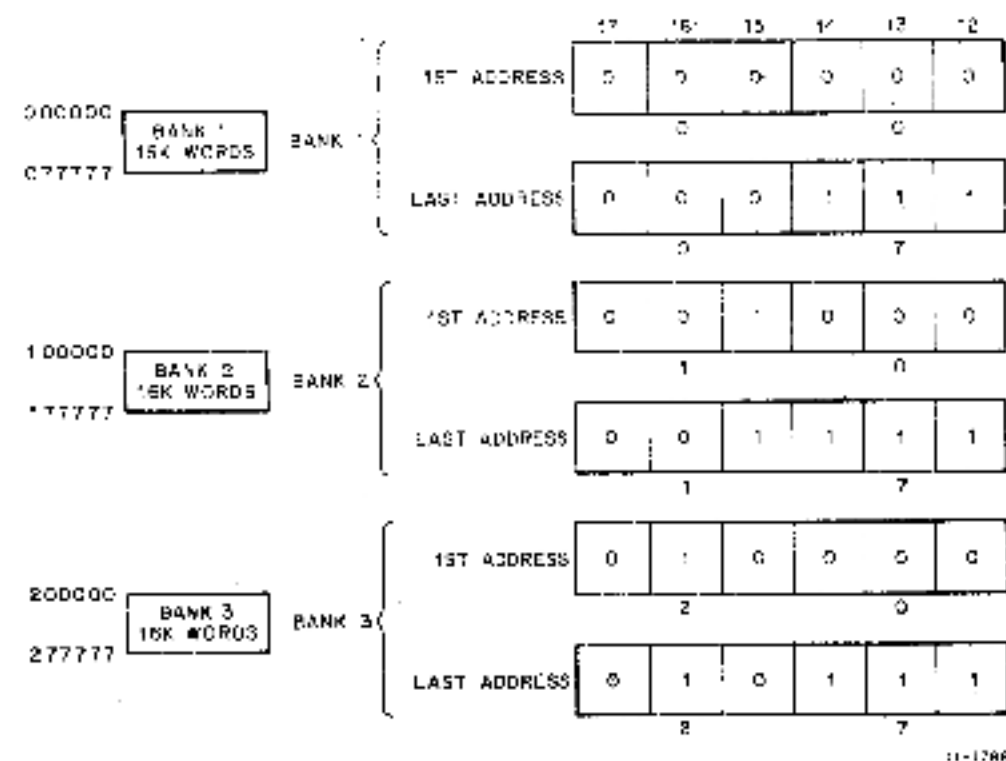 17 16 15 14 13 12
1ST ADDRESS 0 0 0 0 0 0
0 0
000000
BANK 1
16K WORDS
077777
BANK 1
LAST ADDRESS 0 0 0 1 1 1
0 7
1ST ADDRESS 0 0 1 0 0 0
1 0
100000
BANK 2
16K WORDS
177777
BANK 2
LAST ADDRESS 0 0 1 1 1 1
1 7
1ST ADDRESS 0 1 0 0 0 0
2 0
200000
BANK 3
16K WORDS
277777
BANK 3
LAST ADDRESS 0 1 0 1 1 1
2 7